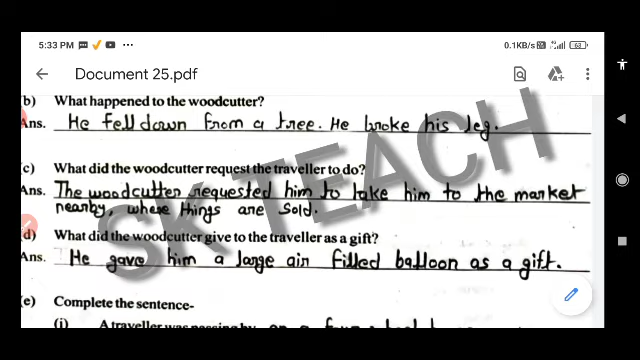 5:33 PM
0.1KB/s
63
Document 25.pdf
(b) What happened to the woodcutter?
Ans. He fell down from a tree. He broke his leg.
(c) What did the woodcutter request the traveller to do?
Ans. The woodcutter requested him to take him to the market
nearby, where things are sold.
(d) What did the woodcutter give to the traveller as a gift?
Ans. He gave him a large air filled balloon as a gift.
(e) Complete the sentence-
(i) A traveller was passing by on a
SK TEACH